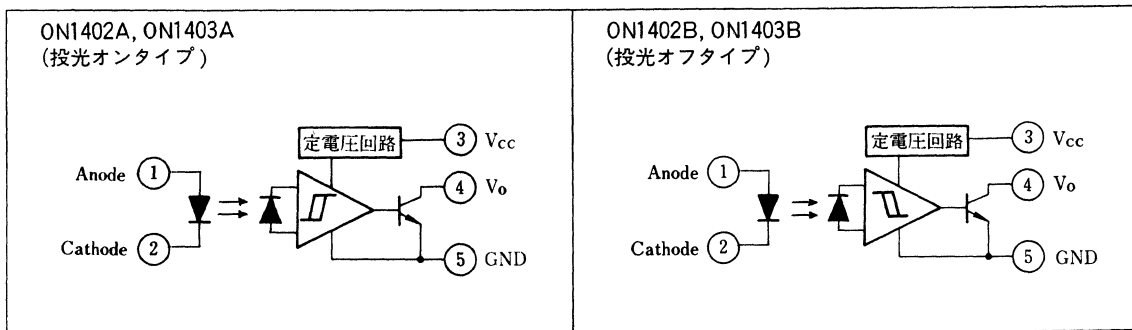 ON1402A, ON1403A
(投光オンタイプ)
定電圧回路
3 Vcc
Anode 1
4 Vo
Cathode 2
5 GND
ON1402B, ON1403B
(投光オフタイプ)
定電圧回路
3 Vcc
Anode 1
4 Vo
Cathode 2
5 GND